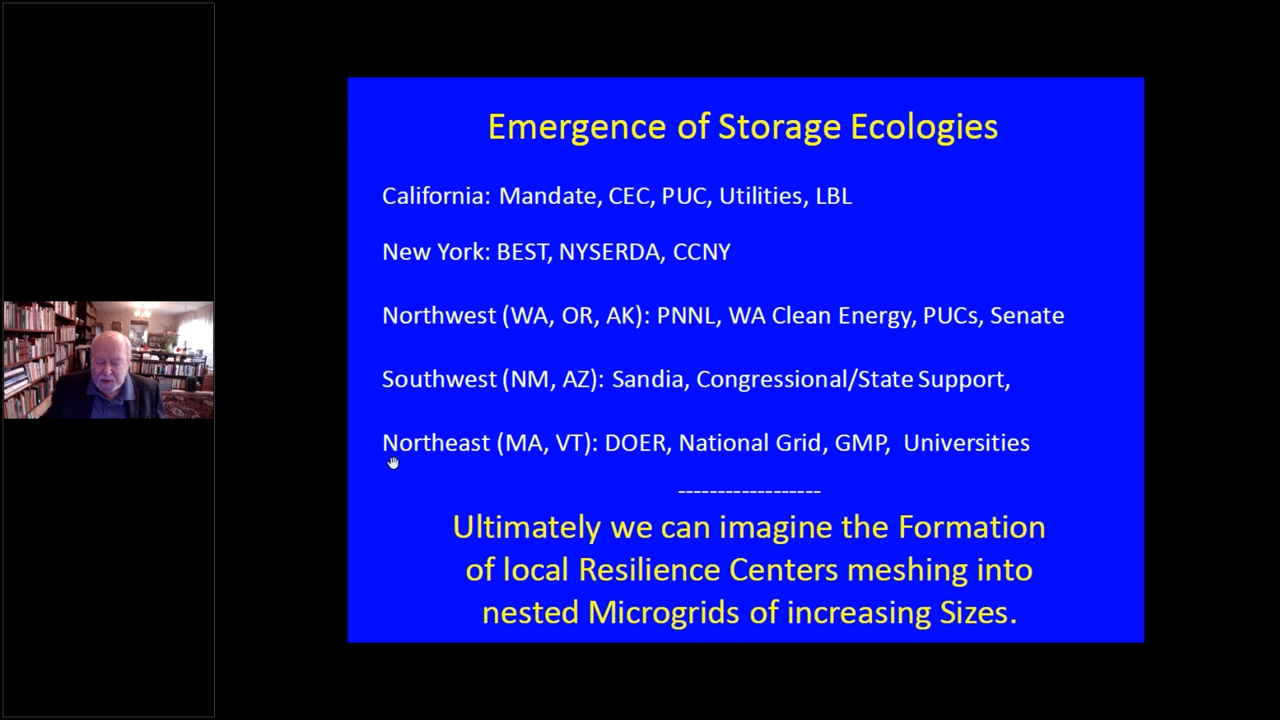 Emergence of Storage Ecologies
California: Mandate, CEC, PUC, Utilities, LBL
New York: BEST, NYSERDA, CCNY
Northwest (WA, OR, AK): PNNL, WA Clean Energy, PUCs, Senate
Southwest (NM, AZ): Sandia, Congressional/State Support,
Northeast (MA, VT): DOER, National Grid, GMP, Universities
------------------
Ultimately we can imagine the Formation
of local Resilience Centers meshing into
nested Microgrids of increasing Sizes.